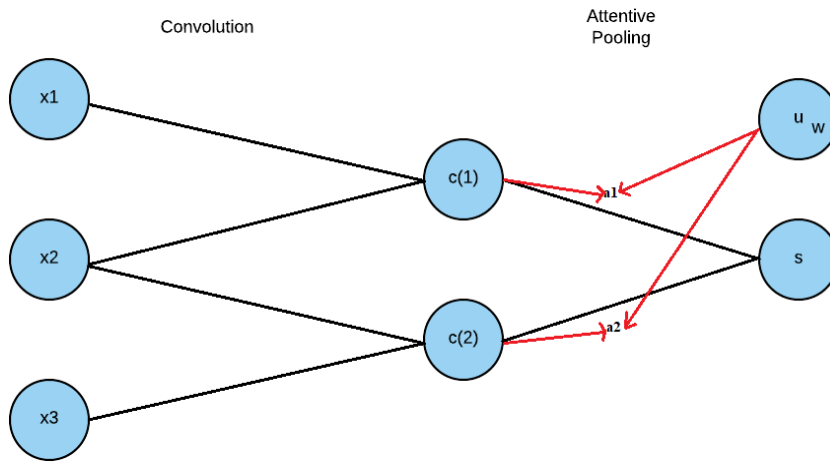 Convolution
Attentive
Pooling
x1
u w
c(1)
a1
x2
s
a2
c(2)
x3